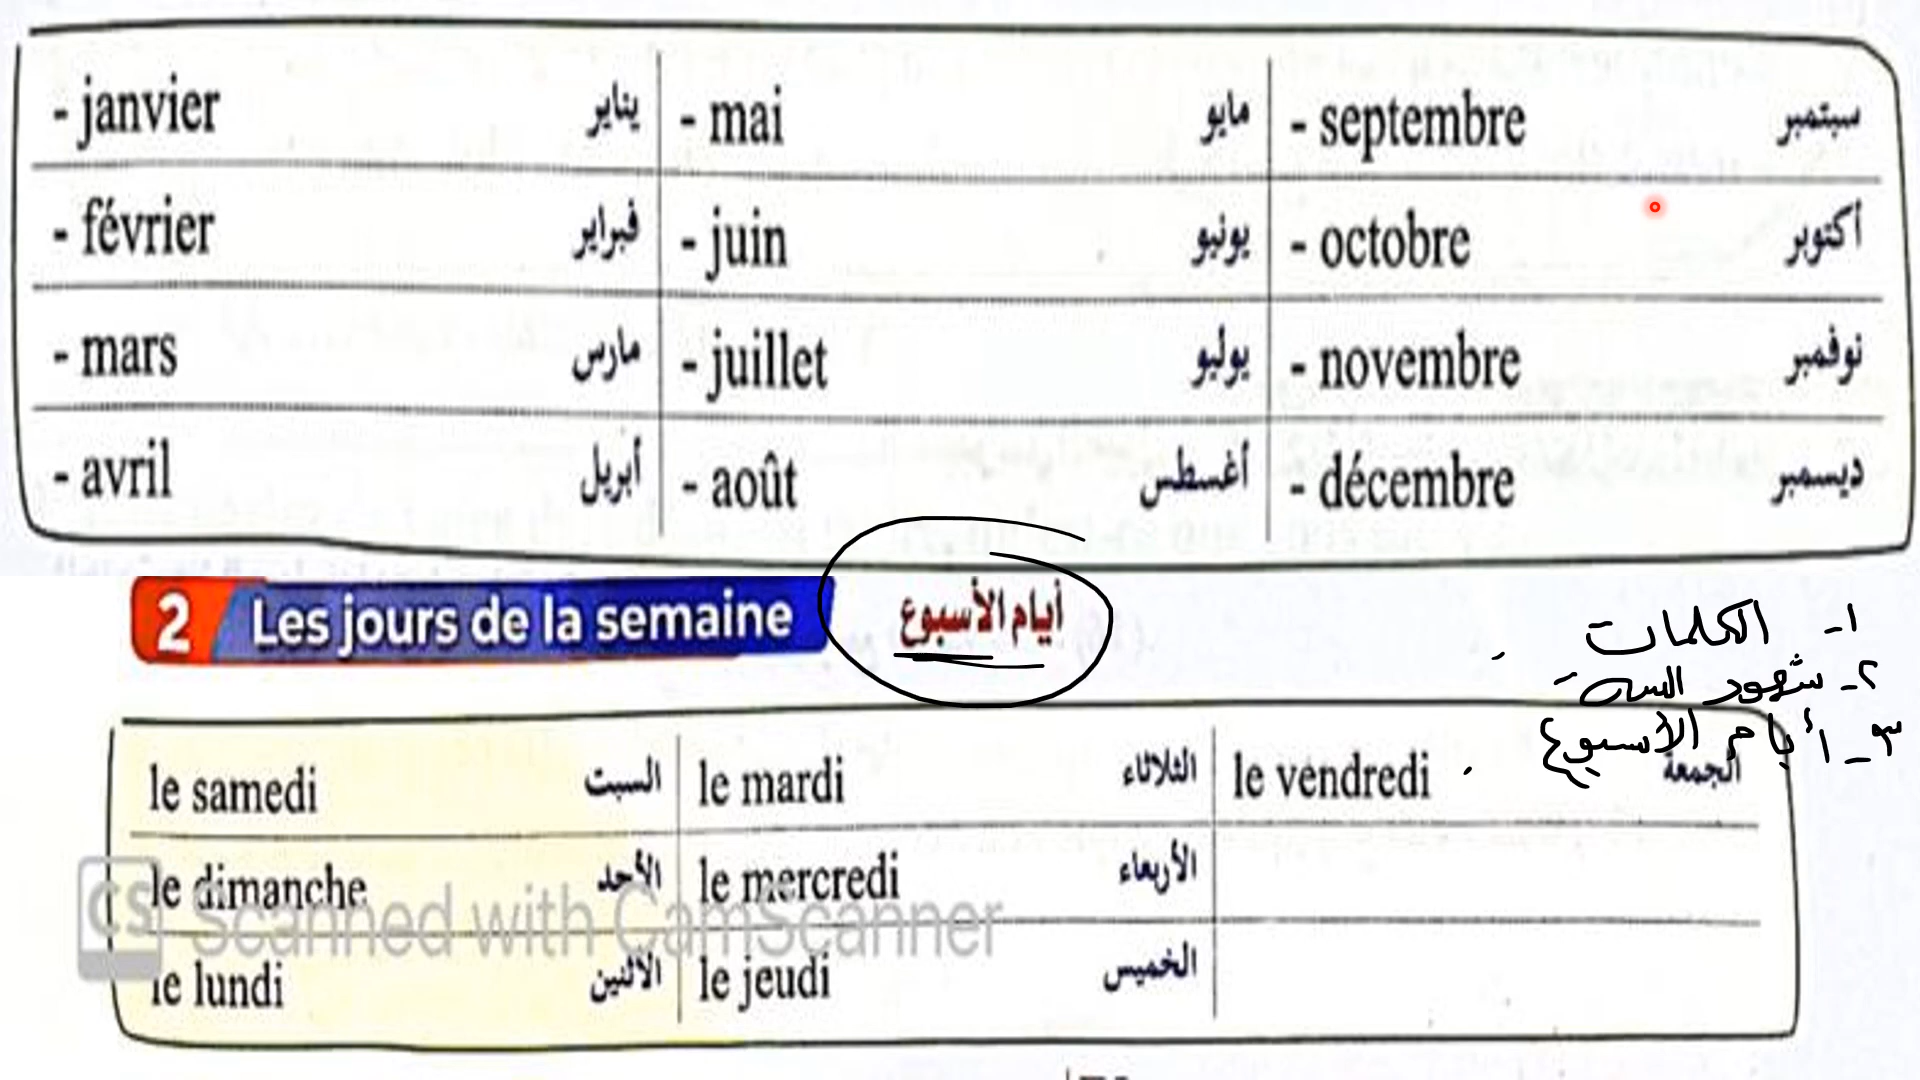 - janvier يناير - mai مايو - septembre سبتمبر
- février فبراير - juin يونيو - octobre أكتوبر
- mars مارس - juillet يوليو - novembre نوفمبر
- avril أبريل - août أغسطس - décembre ديسمبر
2 Les jours de la semaine أيام الأسبوع
١- الكلمات
٢- شهور السنة
٣- أيام الأسبوع
le samedi السبت le mardi الثلاثاء le vendredi الجمعة
le dimanche الأحد le mercredi الأربعاء
CS Scanned with CamScanner
le lundi الاثنين le jeudi الخميس